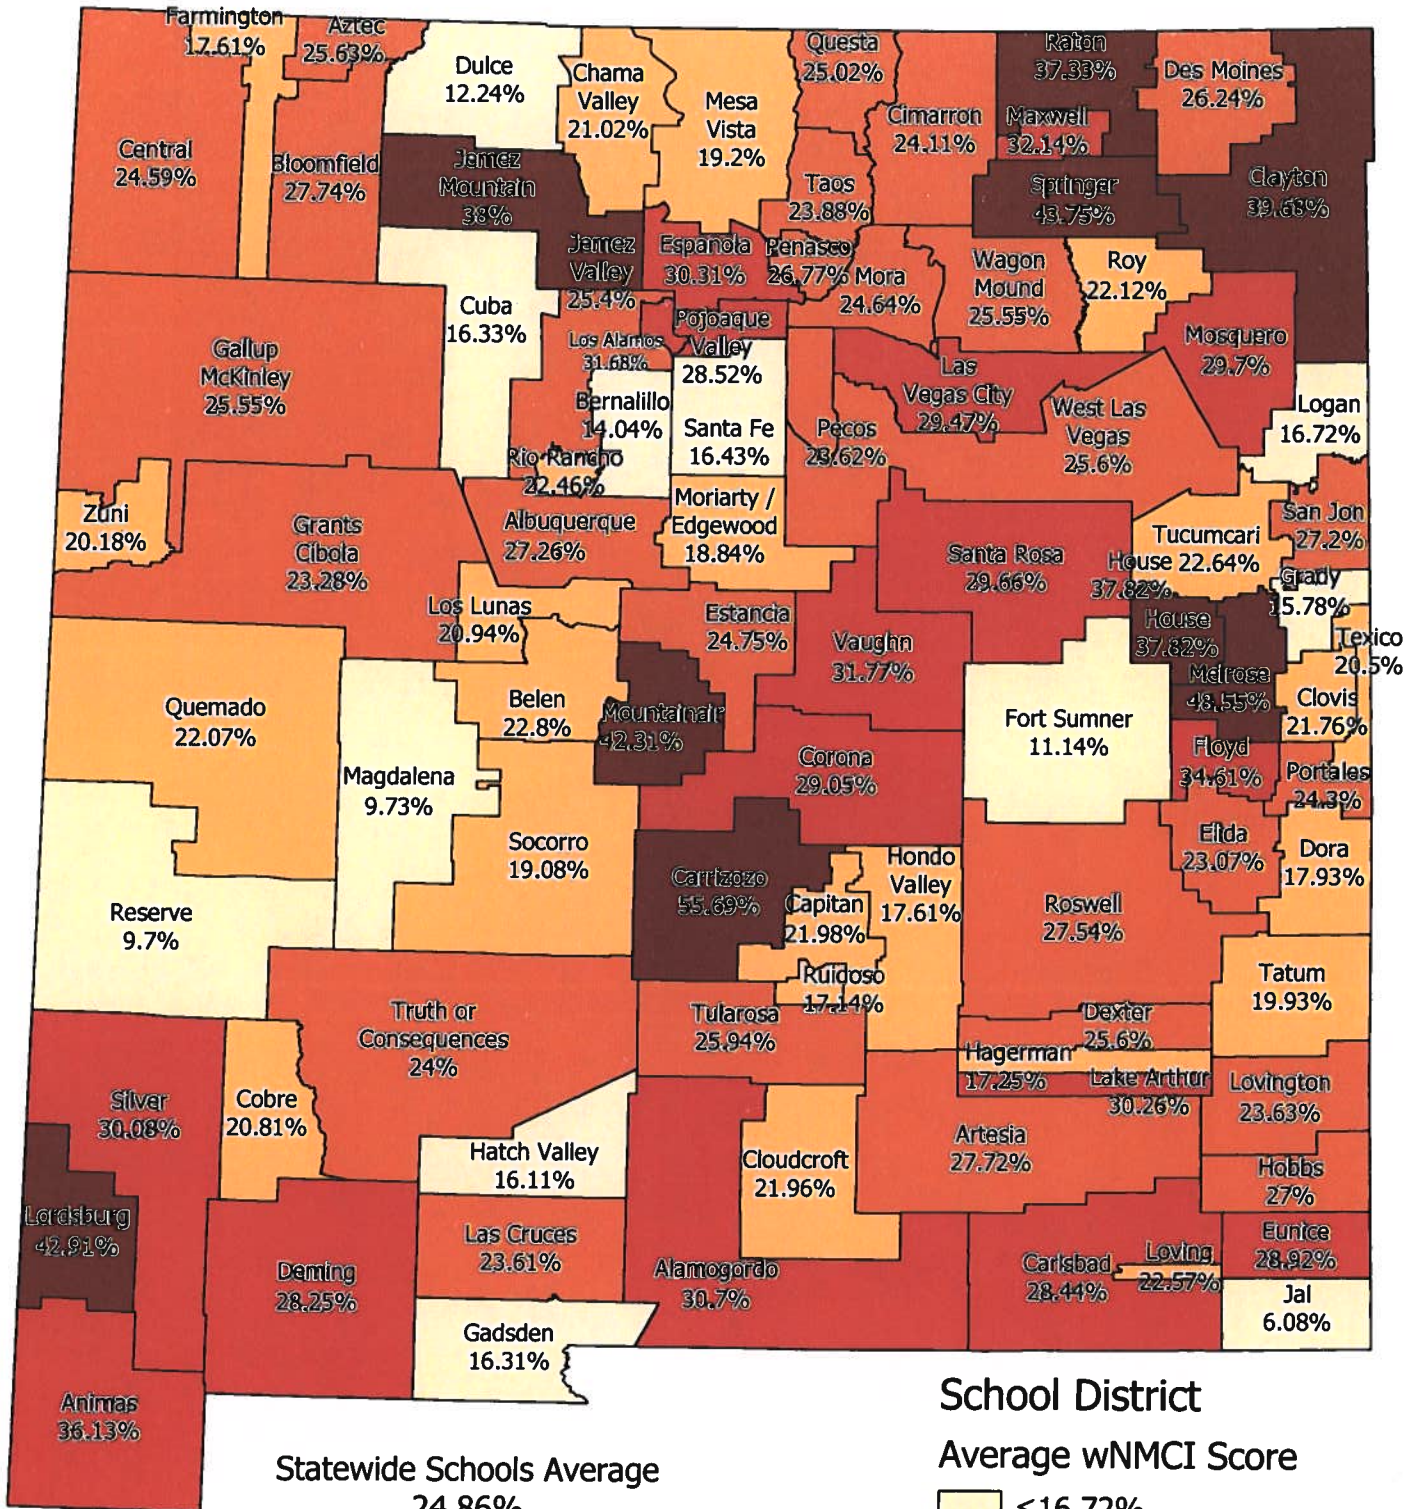 Farmington
17.61%
Aztec
25.63%
Dulce
12.24%
Chama
Valley
21.02%
Mesa
Vista
19.2%
Questa
25.02%
Cimarron
24.11%
Raton
37.33%
Maxwell
32.14%
Des Moines
26.24%
Central
24.59%
Bloomfield
27.74%
Jemez
Mountain
38%
Taos
23.88%
Springer
43.75%
Clayton
39.68%
Jemez
Valley
25.4%
Espanola
30.31%
Penasco
26.77%
Mora
24.64%
Wagon
Mound
25.55%
Roy
22.12%
Cuba
16.33%
Gallup
McKinley
25.55%
Los Alamos
31.68%
Pojoaque
Valley
28.52%
Mosquero
29.7%
Las
Vegas City
29.47%
West Las
Vegas
25.6%
Logan
16.72%
Bernalillo
14.04%
Santa Fe
16.43%
Pecos
23.62%
Rio Rancho
22.46%
Zuni
20.18%
Grants
Cibola
23.28%
Albuquerque
27.26%
Moriarty /
Edgewood
18.84%
Santa Rosa
29.66%
Tucumcari
22.64%
House
37.82%
San Jon
27.2%
Grady
15.78%
Los Lunas
20.94%
Estancia
24.75%
Vaughn
31.77%
House
37.82%
Texico
20.5%
Melrose
48.55%
Clovis
21.76%
Quemado
22.07%
Belen
22.8%
Mountainair
42.31%
Fort Sumner
11.14%
Magdalena
9.73%
Corona
29.05%
Floyd
34.61%
Portales
24.3%
Socorro
19.08%
Elida
23.07%
Dora
17.93%
Reserve
9.7%
Carrizozo
55.69%
Capitan
21.98%
Hondo
Valley
17.61%
Roswell
27.54%
Ruidoso
17.14%
Tatum
19.93%
Truth or
Consequences
24%
Tularosa
25.94%
Dexter
25.6%
Hagerman
17.25%
Lake Arthur
30.26%
Lovington
23.63%
Silver
30.08%
Cobre
20.81%
Hatch Valley
16.11%
Cloudcroft
21.96%
Artesia
27.72%
Hobbs
27%
Lordsburg
42.91%
Las Cruces
23.61%
Deming
28.25%
Alamogordo
30.7%
Carlsbad
28.44%
Loving
22.57%
Eunice
28.92%
Jal
6.08%
Gadsden
16.31%
Animas
36.13%
School District
Average wNMCI Score
≤16.72%
Statewide Schools Average
24.86%